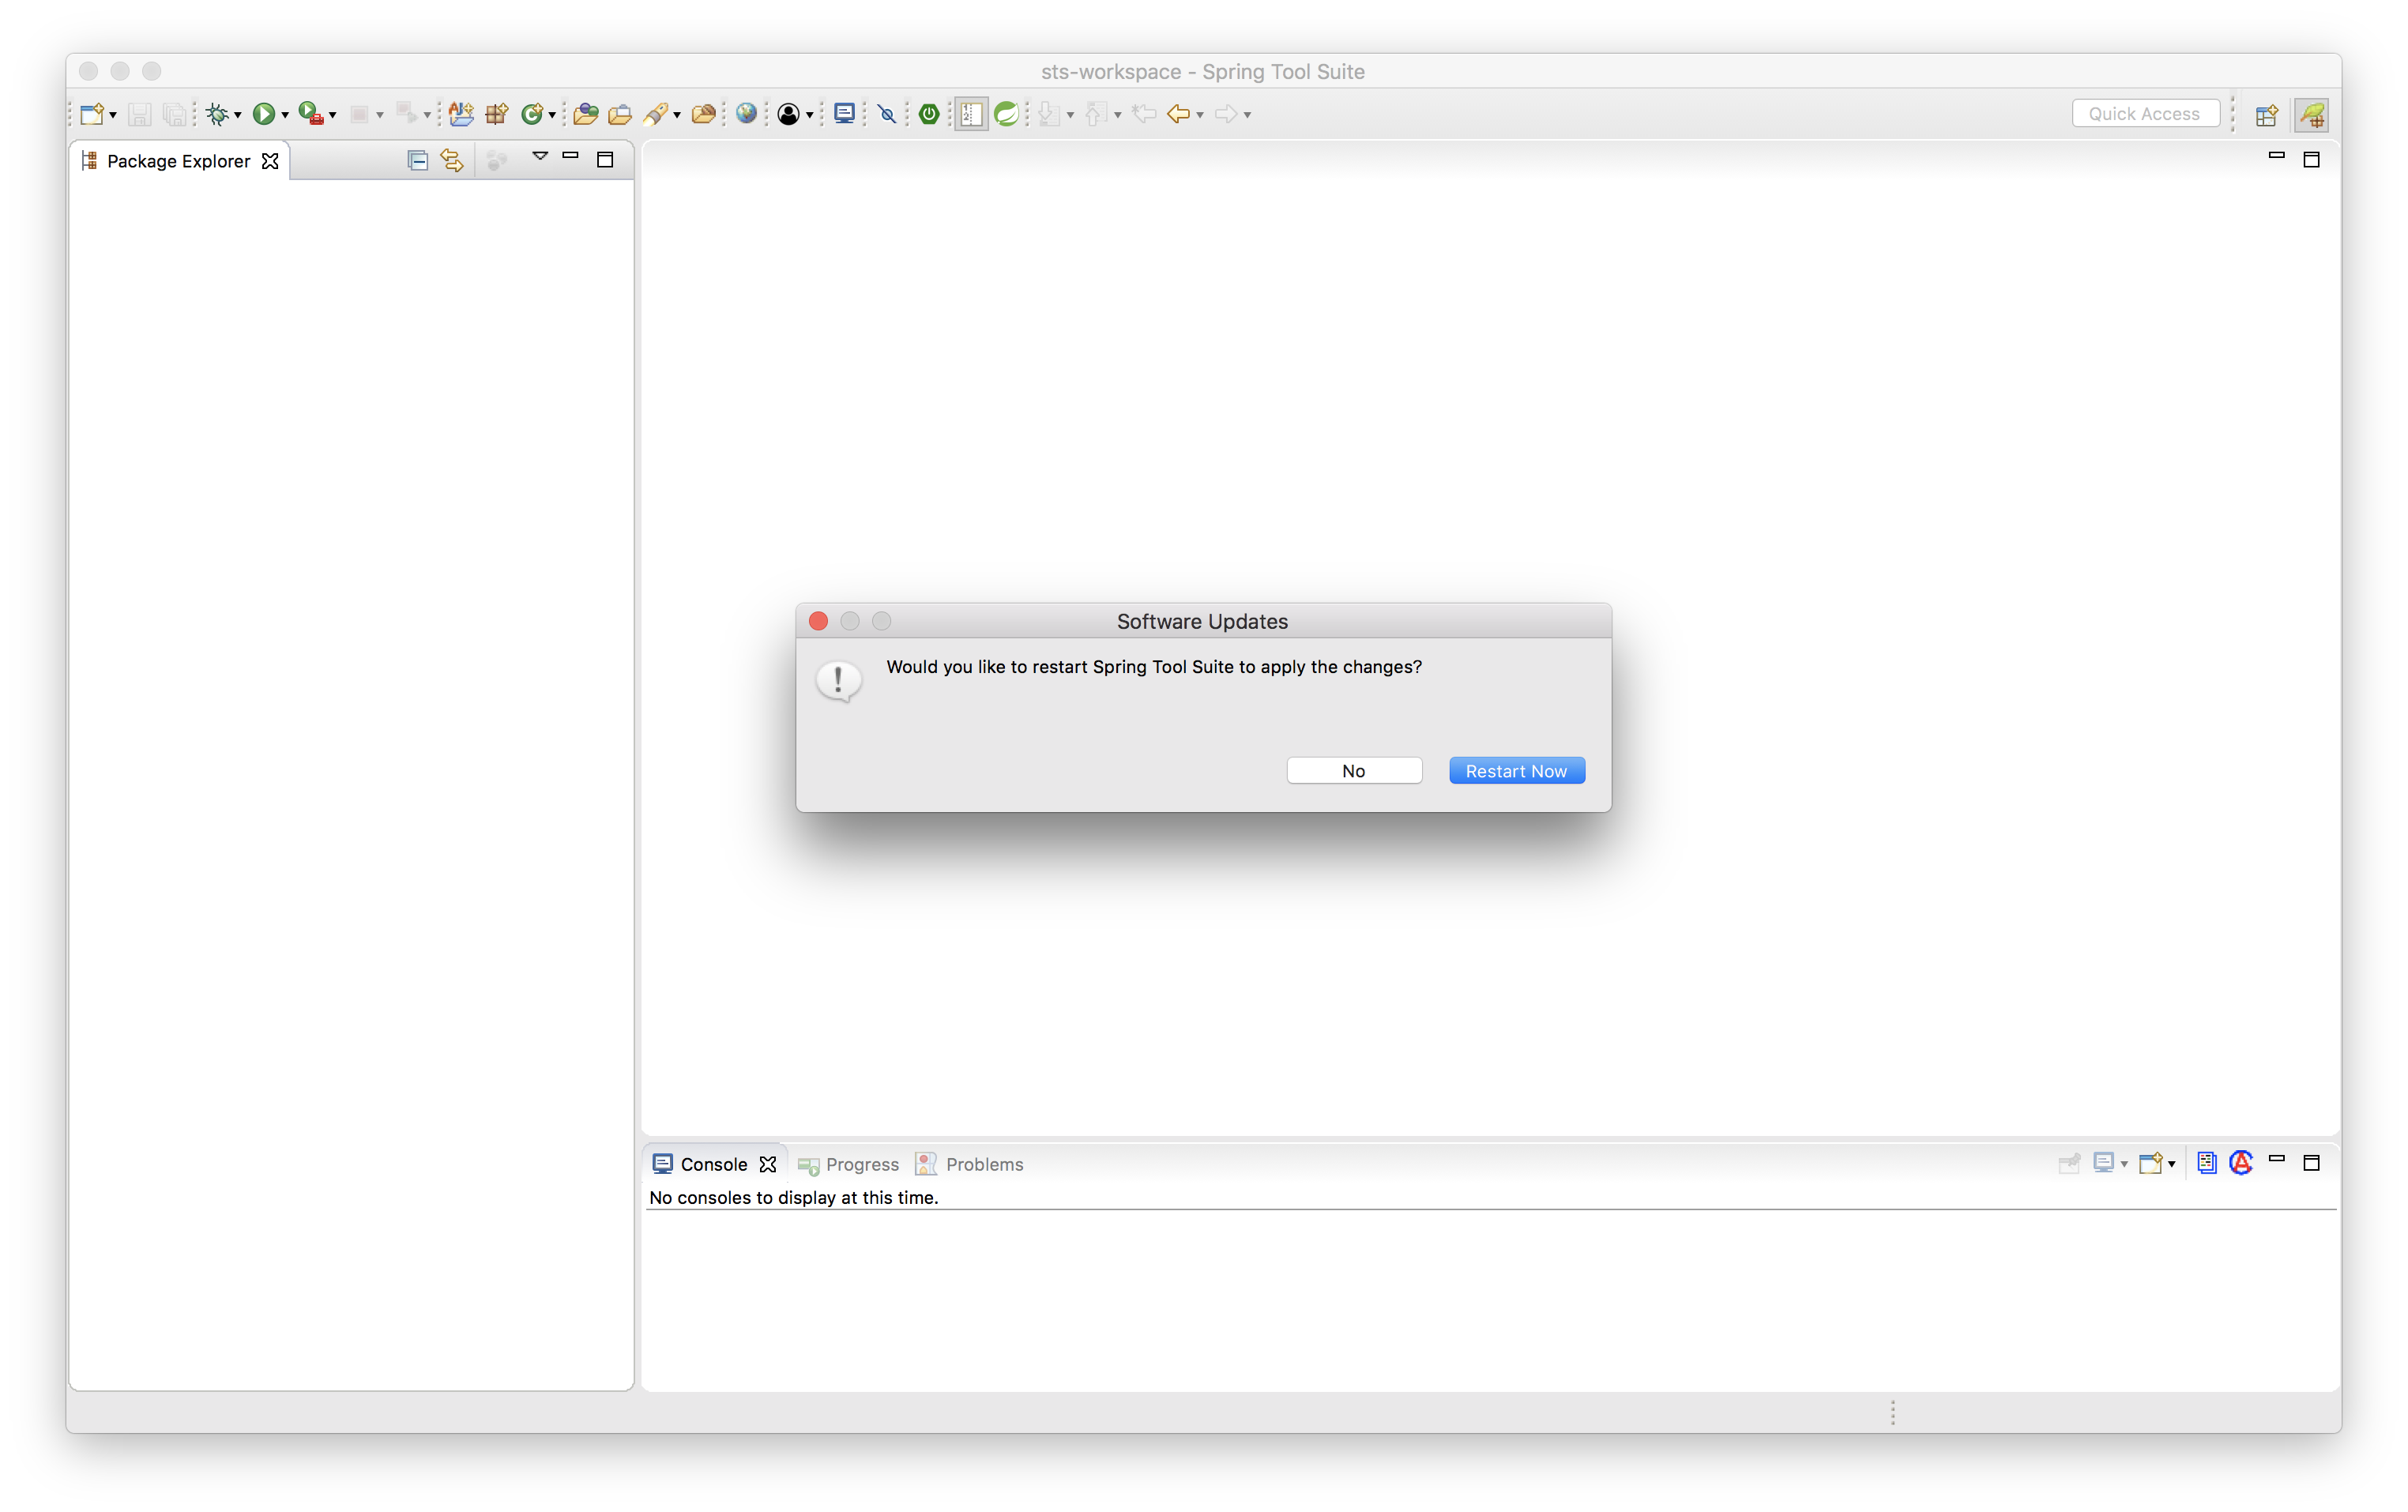 sts-workspace - Spring Tool Suite
Quick Access
Package Explorer
Software Updates
Would you like to restart Spring Tool Suite to apply the changes?
No
Restart Now
Console
Progress
Problems
No consoles to display at this time.